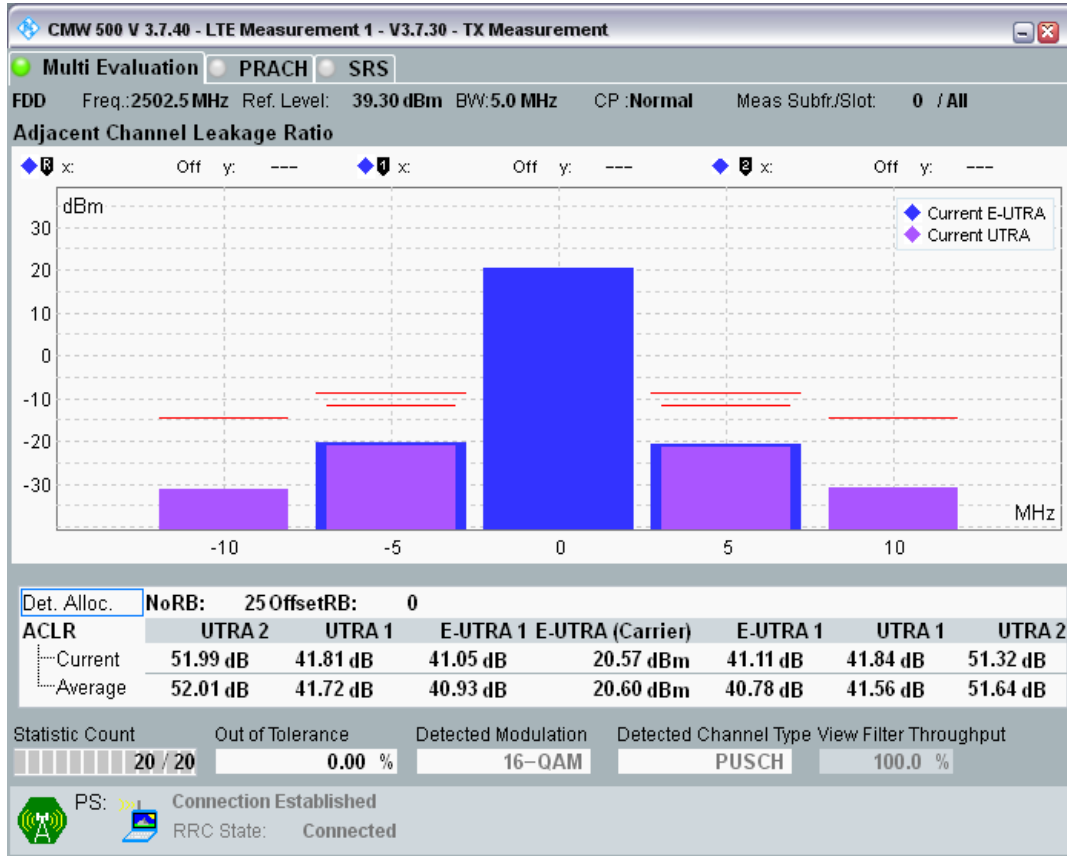 CMW 500 V 3.7.40 - LTE Measurement 1 - V3.7.30 - TX Measurement
Multi Evaluation PRACH SRS
FDD Freq.:2502.5 MHz Ref. Level: 39.30 dBm BW:5.0 MHz CP :Normal Meas Subfr./Slot: 0 / All
Adjacent Channel Leakage Ratio
R x: Off y: --- 1 x: Off y: --- 2 x: Off y: ---
dBm
Current E-UTRA
Current UTRA
30
20
10
0
-10
-20
-30
MHz
-10 -5 0 5 10
Det. Alloc. NoRB: 25 OffsetRB: 0
ACLR UTRA 2 UTRA 1 E-UTRA 1 E-UTRA (Carrier) E-UTRA 1 UTRA 1 UTRA 2
Current 51.99 dB 41.81 dB 41.05 dB 20.57 dBm 41.11 dB 41.84 dB 51.32 dB
Average 52.01 dB 41.72 dB 40.93 dB 20.60 dBm 40.78 dB 41.56 dB 51.64 dB
Statistic Count Out of Tolerance Detected Modulation Detected Channel Type View Filter Throughput
20 / 20 0.00 % 16-QAM PUSCH 100.0 %
PS: Connection Established
RRC State: Connected